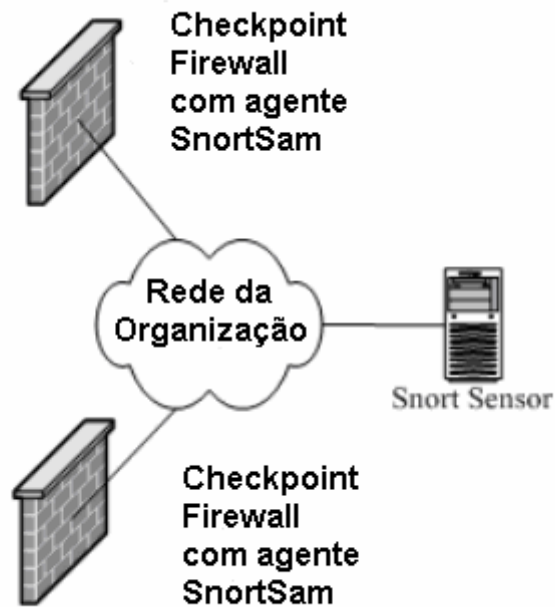 Checkpoint
Firewall
com agente
SnortSam
Rede da
Organização
Snort Sensor
Checkpoint
Firewall
com agente
SnortSam